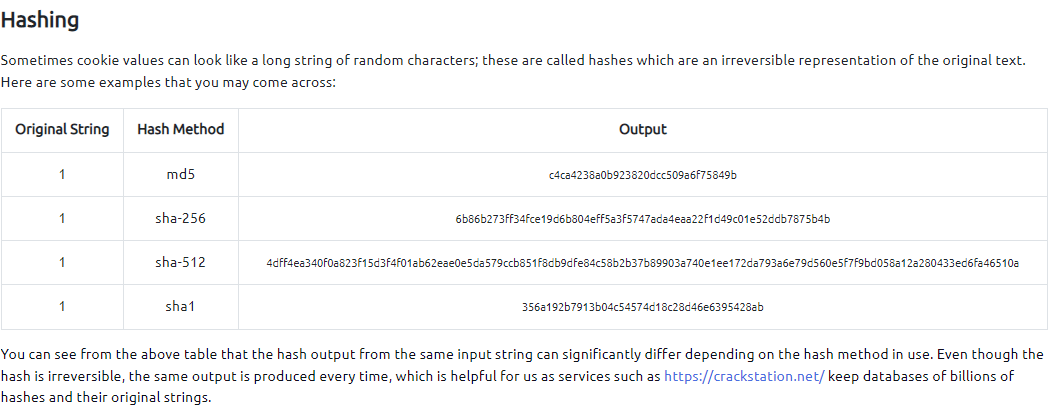 Hashing
Sometimes cookie values can look like a long string of random characters; these are called hashes which are an irreversible representation of the original text.
Here are some examples that you may come across:
Original String Hash Method Output
1 md5 c4ca4238a0b923820dcc509a6f75849b
1 sha-256 6b86b273ff34fce19d6b804eff5a3f5747ada4eaa22f1d49c01e52ddb7875b4b
1 sha-512 4dff4ea340f0a823f15d3f4f01ab62eae0e5da579ccb851f8db9dfe84c58b2b37b89903a740e1ee172da793a6e79d560e5f7f9bd058a12a280433ed6fa46510a
1 sha1 356a192b7913b04c54574d18c28d46e6395428ab
You can see from the above table that the hash output from the same input string can significantly differ depending on the hash method in use. Even though the
hash is irreversible, the same output is produced every time, which is helpful for us as services such as https://crackstation.net/ keep databases of billions of
hashes and their original strings.